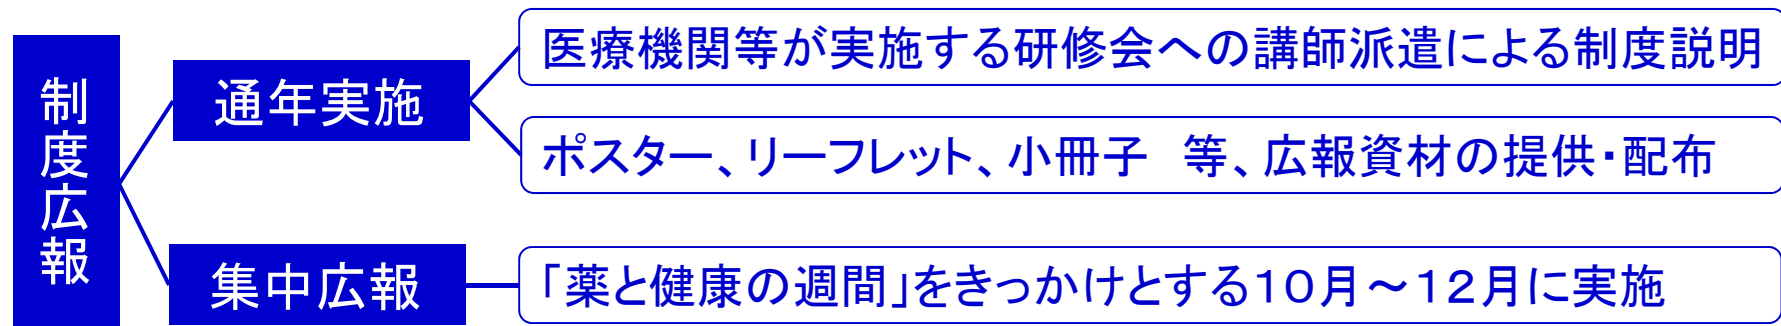 制度広報
通年実施
医療機関等が実施する研修会への講師派遣による制度説明
ポスター、リーフレット、小冊子　等、広報資材の提供・配布
集中広報
「薬と健康の週間」をきっかけとする１０月～１２月に実施